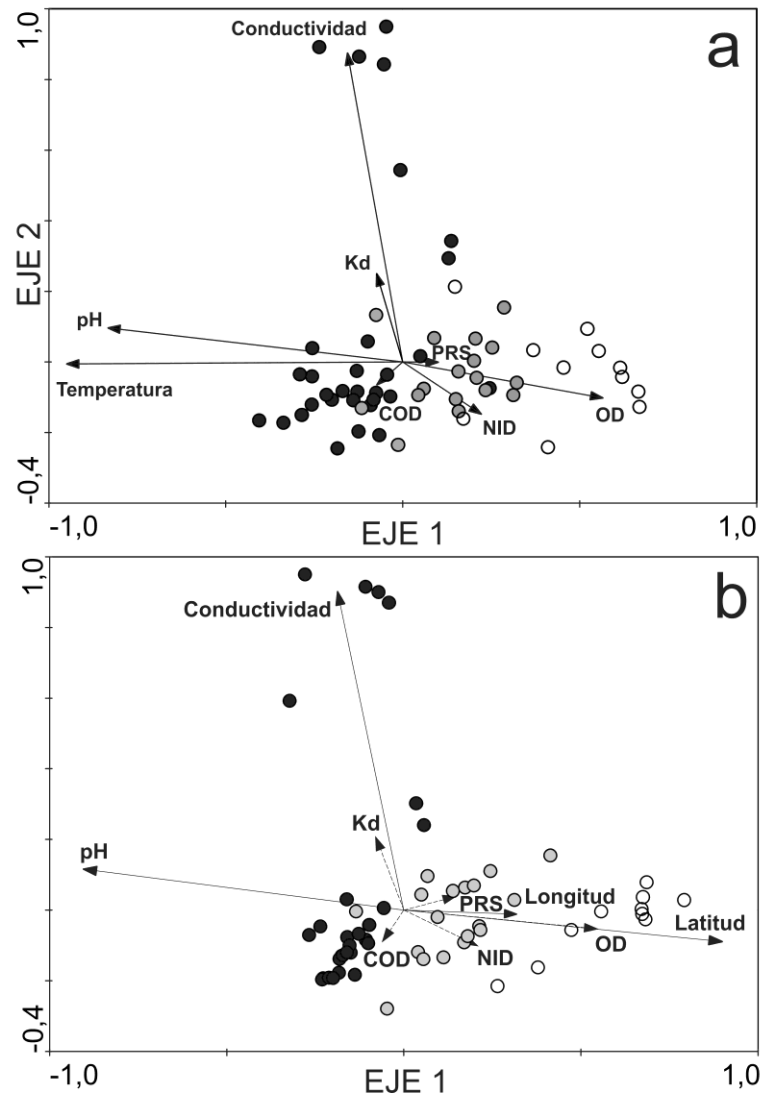 1,0
a
Conductividad
EJE 2
Kd
pH
PRS
Temperatura
COD
NID
OD
-0,4
-1,0
EJE 1
1,0
1,0
b
Conductividad
Kd
pH
PRS
Longitud
Latitud
COD
NID
OD
-0,4
-1,0
EJE 1
1,0